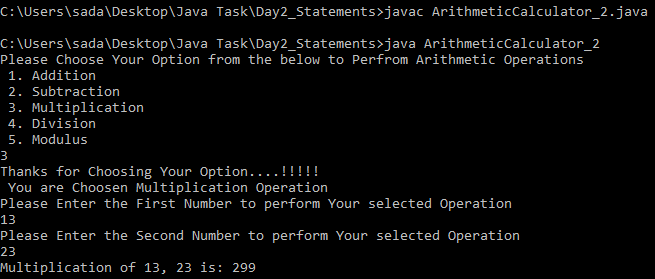 C:\Users\sada\Desktop\Java Task\Day2_Statements>javac ArithmeticCalculator_2.java
C:\Users\sada\Desktop\Java Task\Day2_Statements>java ArithmeticCalculator_2
Please Choose Your Option from the below to Perfrom Arithmetic Operations
1. Addition
2. Subtraction
3. Multiplication
4. Division
5. Modulus
3
Thanks for Choosing Your Option....!!!!!
You are Choosen Multiplication Operation
Please Enter the First Number to perform Your selected Operation
13
Please Enter the Second Number to perform Your selected Operation
23
Multiplication of 13, 23 is: 299